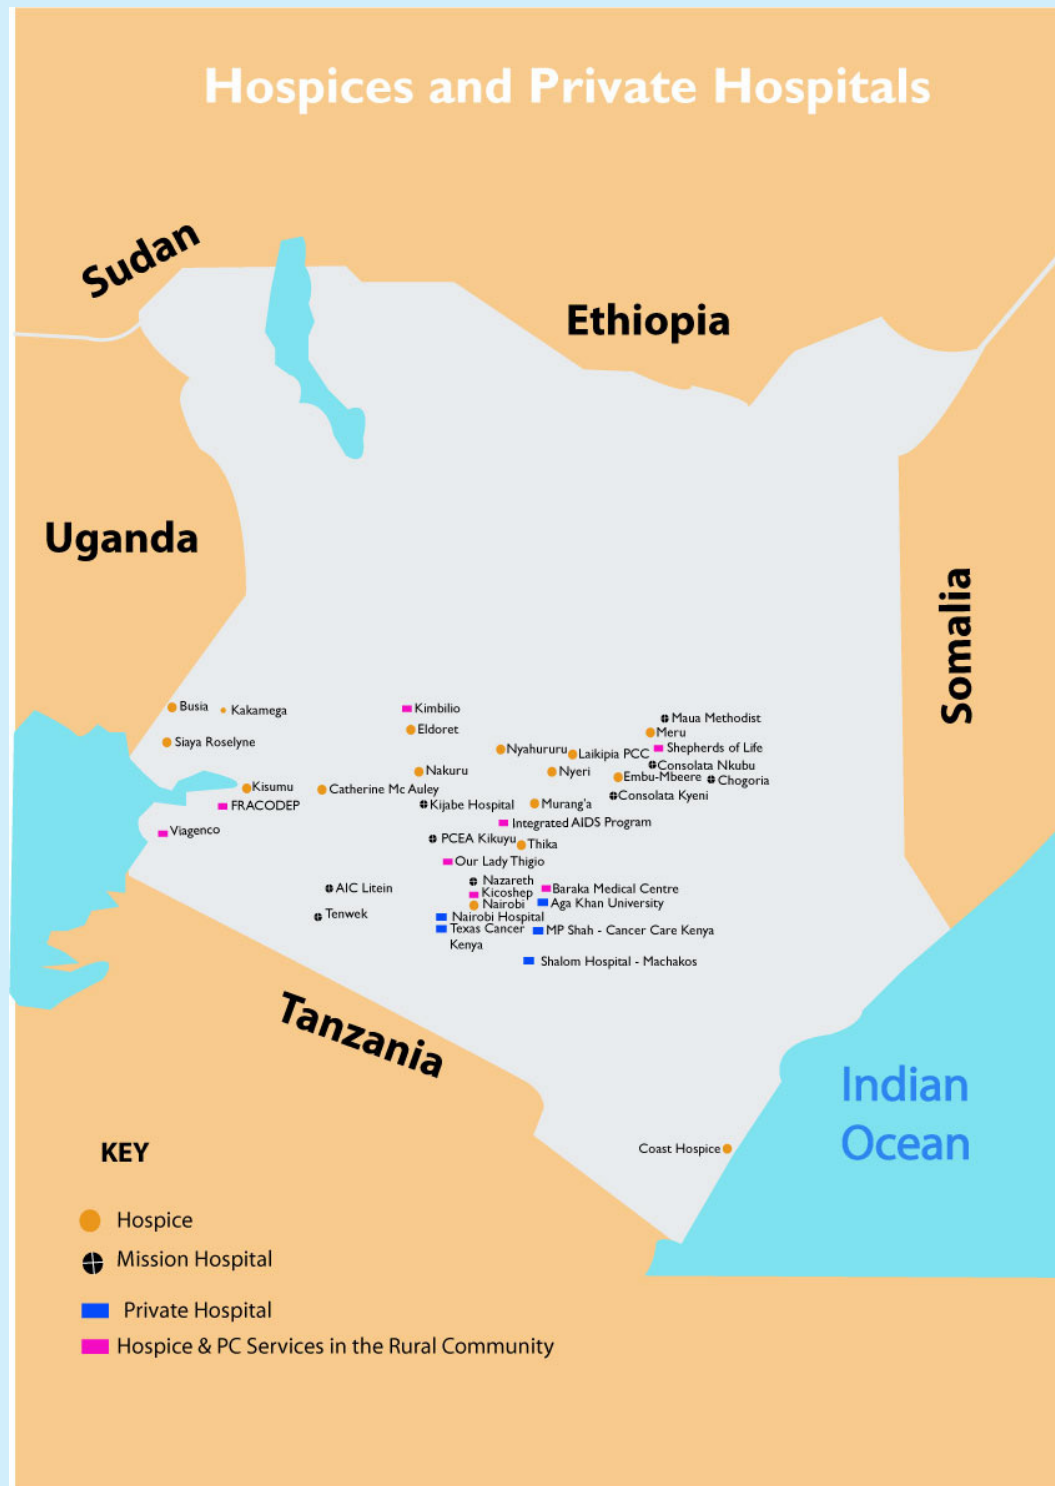 Hospices and Private Hospitals
Sudan
Ethiopia
Uganda
Somalia
Busia
Kakamega
Kimbilio
Maua Methodist
Siaya Roselyne
Eldoret
Meru
Nyahururu
Laikipia PCC
Shepherds of Life
Consolata Nkubu
Nakuru
Nyeri
Embu-Mbeere
Chogoria
Kisumu
Catherine Mc Auley
Consolata Kyeni
FRACODEP
Kijabe Hospital
Murang'a
Viagenco
Integrated AIDS Program
PCEA Kikuyu
Thika
Our Lady Thigio
AIC Litein
Nazareth
Kicoshep
Baraka Medical Centre
Nairobi
Aga Khan University
Tenwek
Nairobi Hospital
Texas Cancer
Kenya
MP Shah - Cancer Care Kenya
Shalom Hospital - Machakos
Tanzania
Indian
Ocean
Coast Hospice
KEY
Hospice
Mission Hospital
Private Hospital
Hospice & PC Services in the Rural Community